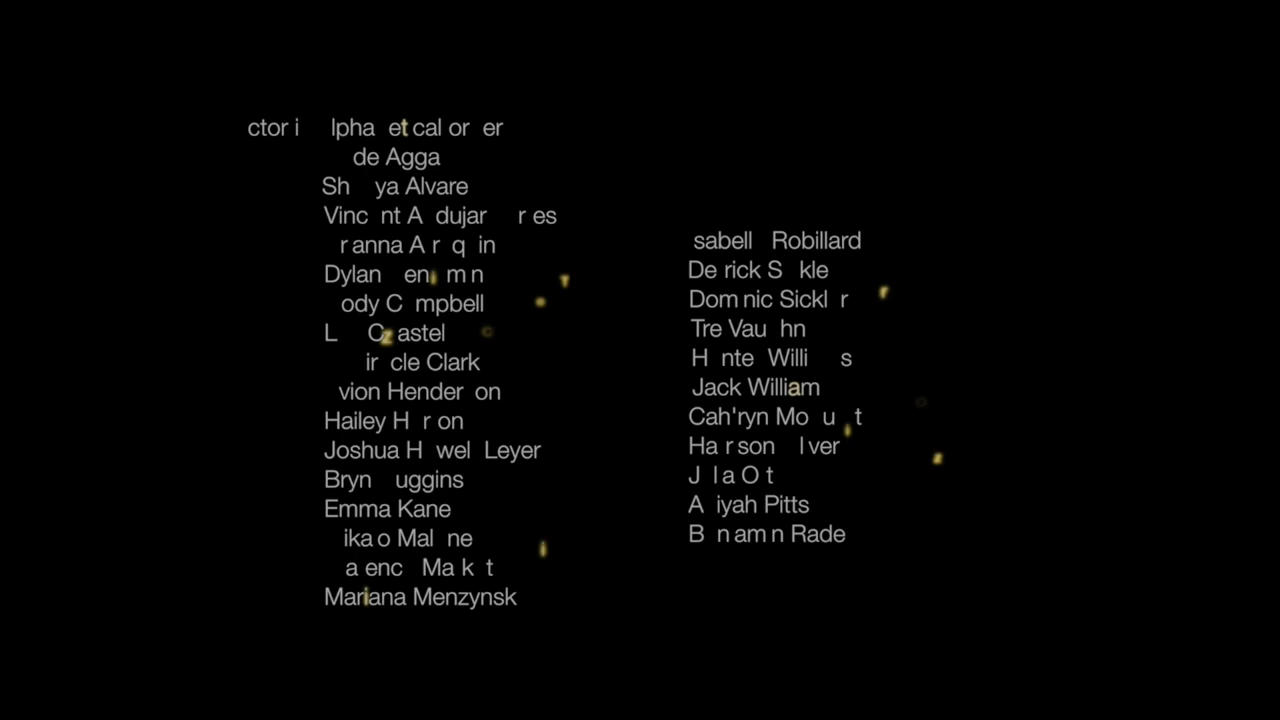 ctor i lpha et cal or er
de Agga
Sh ya Alvare
Vinc nt A dujar r es
r anna A r q in
Dylan en i m n
ody C mpbell
L C astel
ir cle Clark
vion Hender on
Hailey H r on
Joshua H wel Leyer
Bryn uggins
Emma Kane
ika o Mal ne
a enc Ma k t
Mariana Menzynsk
sabell Robillard
De rick S kle
Dom nic Sickl r
Tre Vau hn
H nte Willi s
Jack William
Cah'ryn Mo u t
Ha r son l ver
J l a O t
A iyah Pitts
B n am n Rade